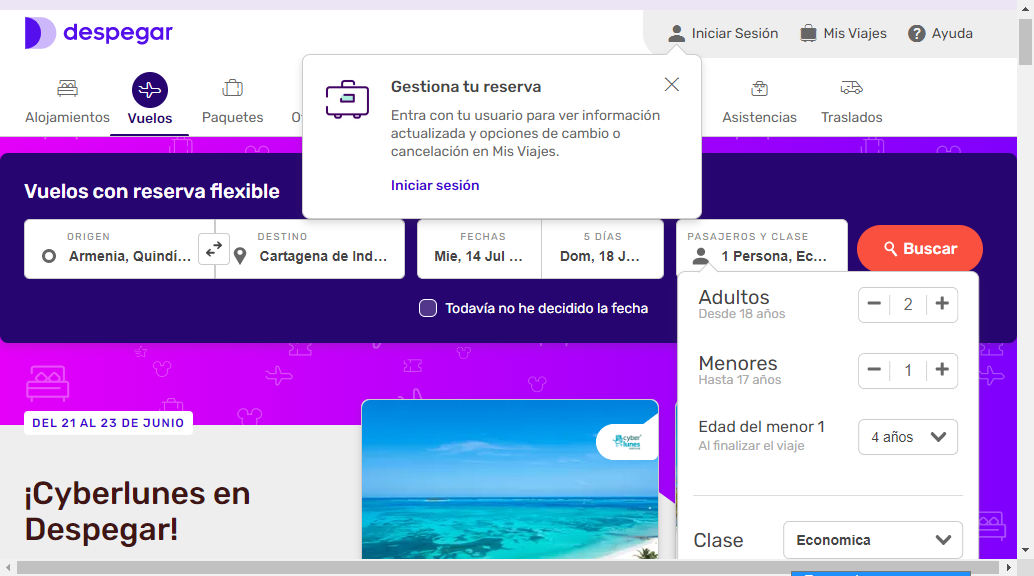 despegar
Iniciar Sesión
Mis Viajes
Ayuda
Alojamientos
Vuelos
Paquetes
Asistencias
Traslados
Gestiona tu reserva
Entra con tu usuario para ver información
actualizada y opciones de cambio o
cancelación en Mis Viajes.
Iniciar sesión
Vuelos con reserva flexible
ORIGEN
Armenia, Quindí...
DESTINO
Cartagena de Ind...
FECHAS
Mie, 14 Jul ...
5 DÍAS
Dom, 18 J...
PASAJEROS Y CLASE
1 Persona, Ec...
Buscar
Todavía no he decidido la fecha
Adultos
Desde 18 años
2
Menores
Hasta 17 años
1
Edad del menor 1
Al finalizar el viaje
4 años
Clase
Economica
DEL 21 AL 23 DE JUNIO
¡Cyberlunes en
Despegar!
cyber
lunes